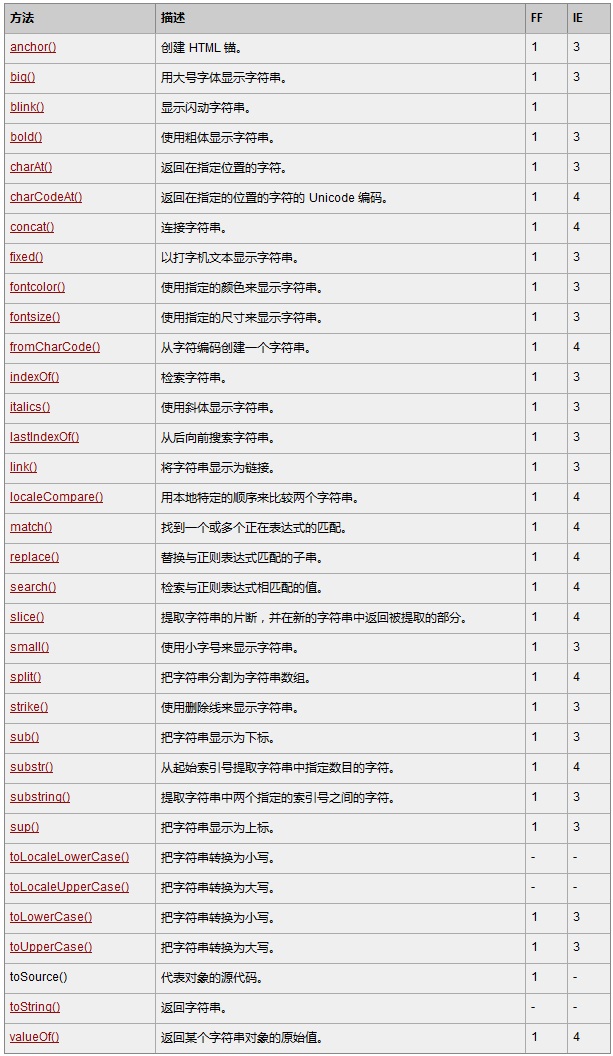 方法 描述 FF IE
anchor() 创建 HTML 锚。 1 3
big() 用大号字体显示字符串。 1 3
blink() 显示闪动字符串。 1
bold() 使用粗体显示字符串。 1 3
charAt() 返回在指定位置的字符。 1 3
charCodeAt() 返回在指定的位置的字符的 Unicode 编码。 1 4
concat() 连接字符串。 1 4
fixed() 以打字机文本显示字符串。 1 3
fontcolor() 使用指定的颜色来显示字符串。 1 3
fontsize() 使用指定的尺寸来显示字符串。 1 3
fromCharCode() 从字符编码创建一个字符串。 1 4
indexOf() 检索字符串。 1 3
italics() 使用斜体显示字符串。 1 3
lastIndexOf() 从后向前搜索字符串。 1 3
link() 将字符串显示为链接。 1 3
localeCompare() 用本地特定的顺序来比较两个字符串。 1 4
match() 找到一个或多个正在表达式的匹配。 1 4
replace() 替换与正则表达式匹配的子串。 1 4
search() 检索与正则表达式相匹配的值。 1 4
slice() 提取字符串的片断，并在新的字符串中返回被提取的部分。 1 4
small() 使用小字号来显示字符串。 1 3
split() 把字符串分割为字符串数组。 1 4
strike() 使用删除线来显示字符串。 1 3
sub() 把字符串显示为下标。 1 3
substr() 从起始索引号提取字符串中指定数目的字符。 1 4
substring() 提取字符串中两个指定的索引号之间的字符。 1 3
sup() 把字符串显示为上标。 1 3
toLocaleLowerCase() 把字符串转换为小写。 - -
toLocaleUpperCase() 把字符串转换为大写。 - -
toLowerCase() 把字符串转换为小写。 1 3
toUpperCase() 把字符串转换为大写。 1 3
toSource() 代表对象的源代码。 1 -
toString() 返回字符串。 - -
valueOf() 返回某个字符串对象的原始值。 1 4